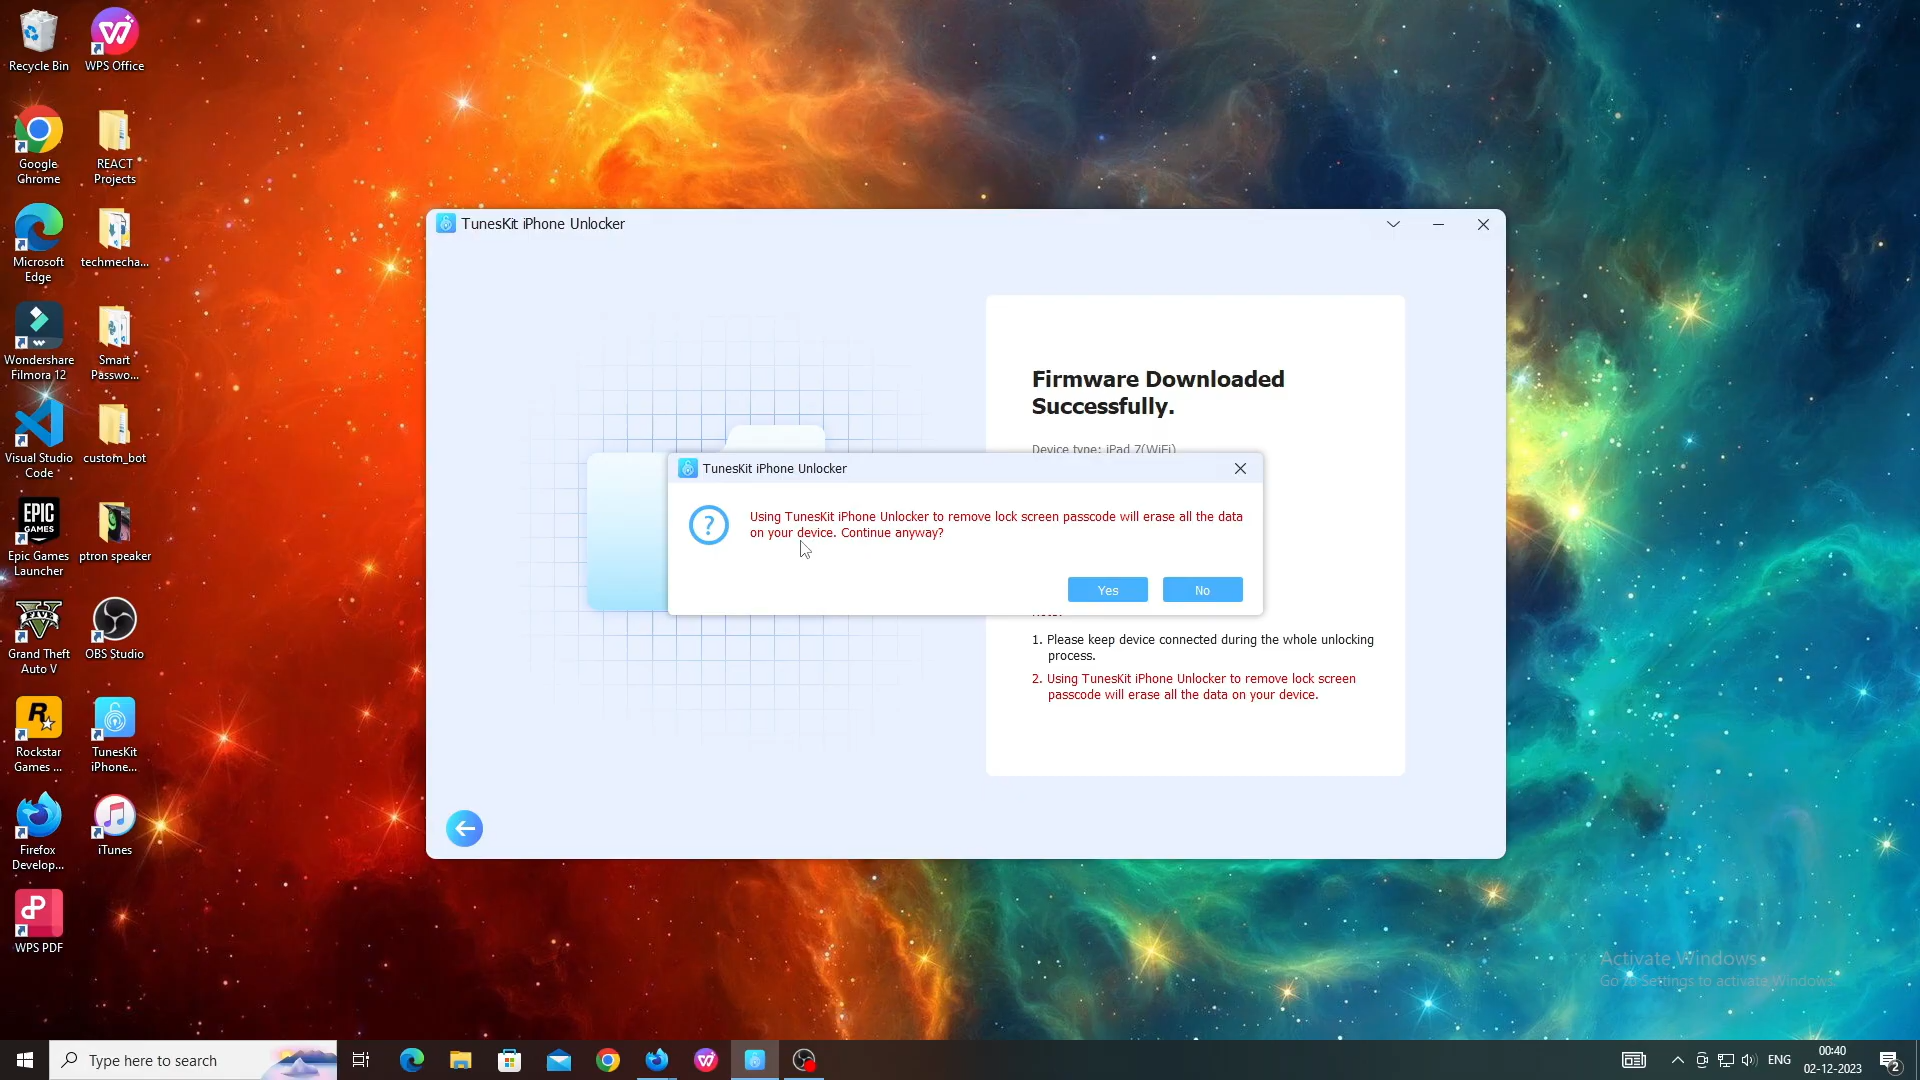 Recycle Bin
WPS Office
Google
Chrome
REACT
Projects
Microsoft
Edge
techmecha...
Wondershare
Filmora 12
Smart
Passwo...
Visual Studio
Code
custom_bot
EPIC
GAMES
Epic Games
Launcher
ptron speaker
FIVE
Grand Theft
Auto V
OBS Studio
Rockstar
Games ...
TunesKit
iPhone...
Firefox
Develop...
iTunes
WPS PDF
TunesKit iPhone Unlocker
Firmware Downloaded
Successfully.
Device type: iPad 7(WiFi)
TunesKit iPhone Unlocker
Using TunesKit iPhone Unlocker to remove lock screen passcode will erase all the data
on your device. Continue anyway?
Yes
No
1. Please keep device connected during the whole unlocking
process.
2. Using TunesKit iPhone Unlocker to remove lock screen
passcode will erase all the data on your device.
Activate Windows
Go to Settings to activate Windows.
Type here to search
ENG
00:40
02-12-2023
2